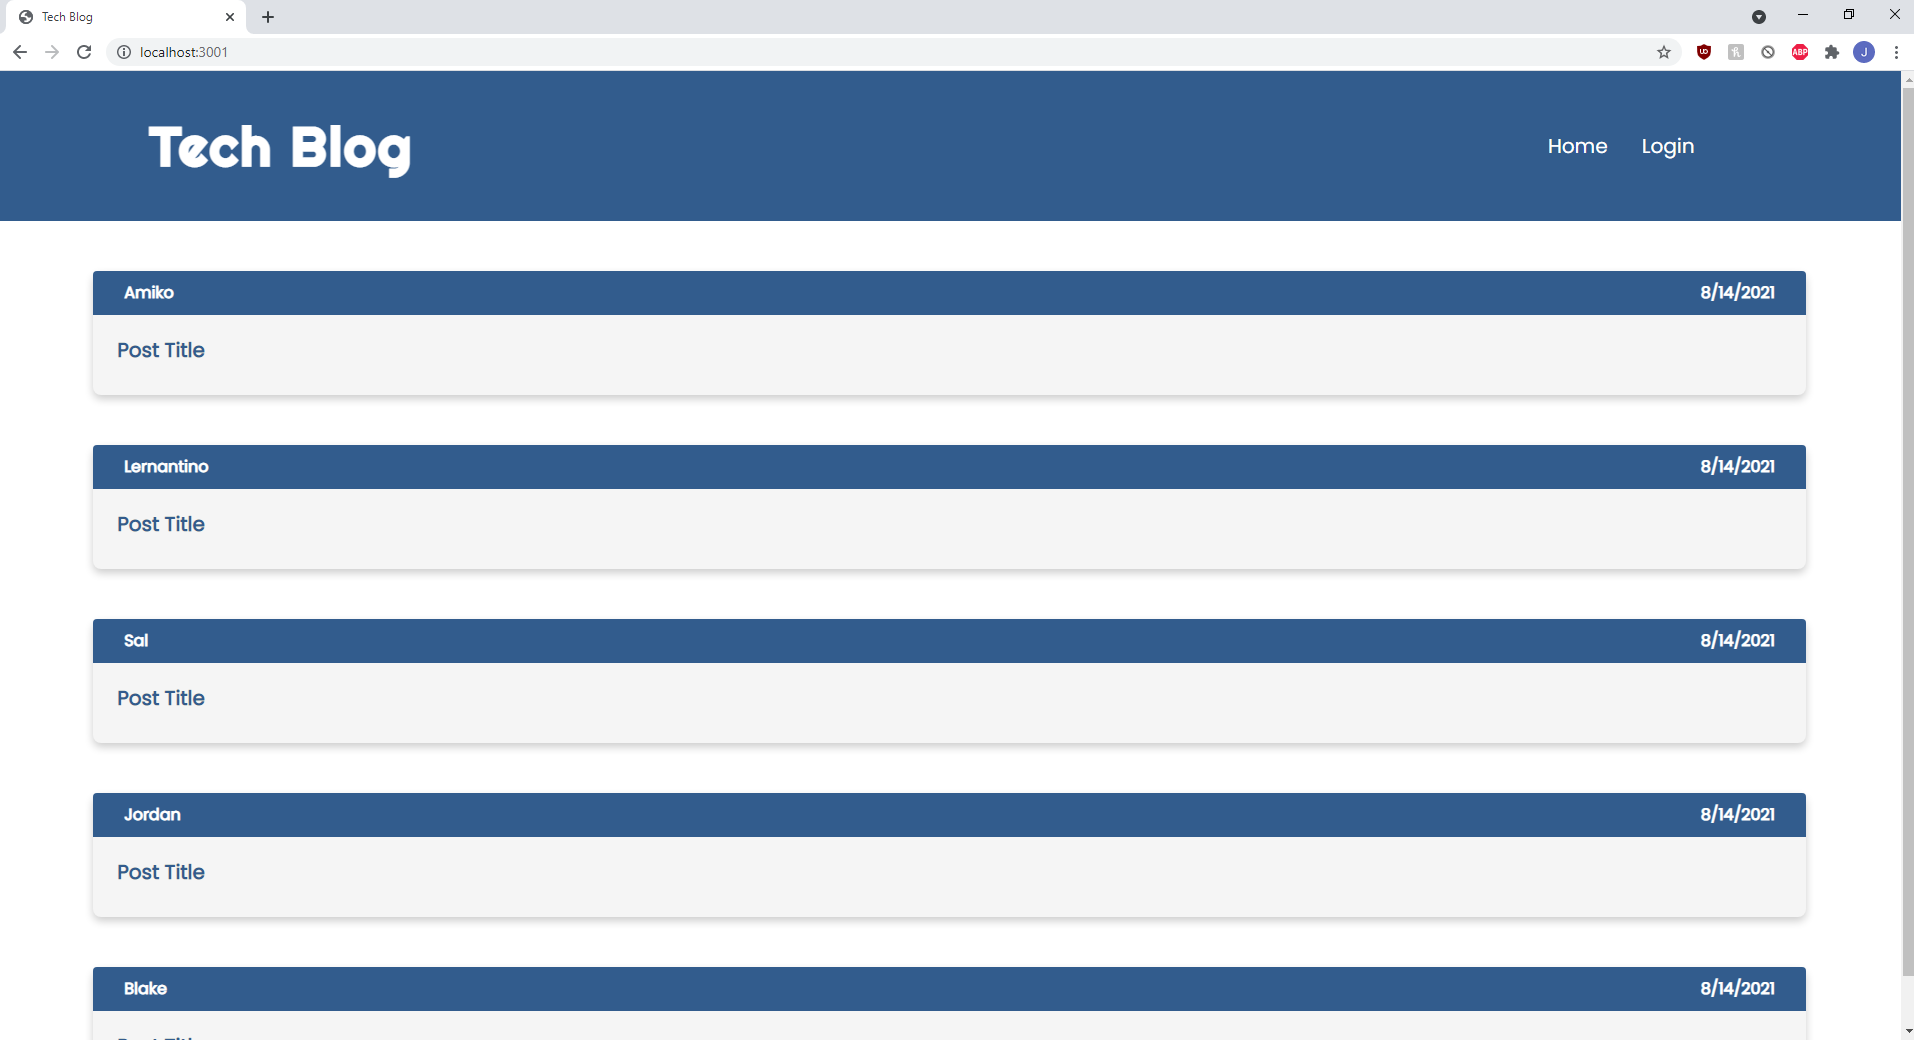 Tech Blog
localhost:3001
Tech Blog
Home Login
Amiko 8/14/2021
Post Title
Lernantino 8/14/2021
Post Title
Sal 8/14/2021
Post Title
Jordan 8/14/2021
Post Title
Blake 8/14/2021